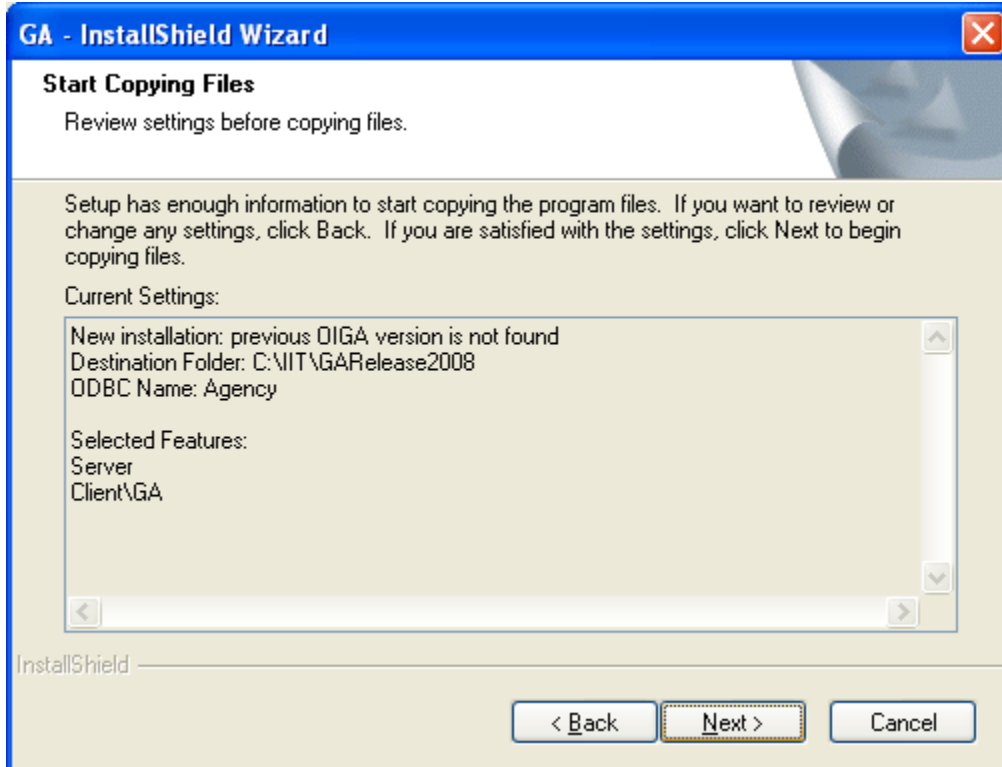 GA - InstallShield Wizard
Start Copying Files
Review settings before copying files.
Setup has enough information to start copying the program files. If you want to review or
change any settings, click Back. If you are satisfied with the settings, click Next to begin
copying files.
Current Settings:
New installation: previous OIGA version is not found
Destination Folder: C:\IIT\GARelease2008
ODBC Name: Agency
Selected Features:
Server
Client\GA
InstallShield
< Back
Next >
Cancel